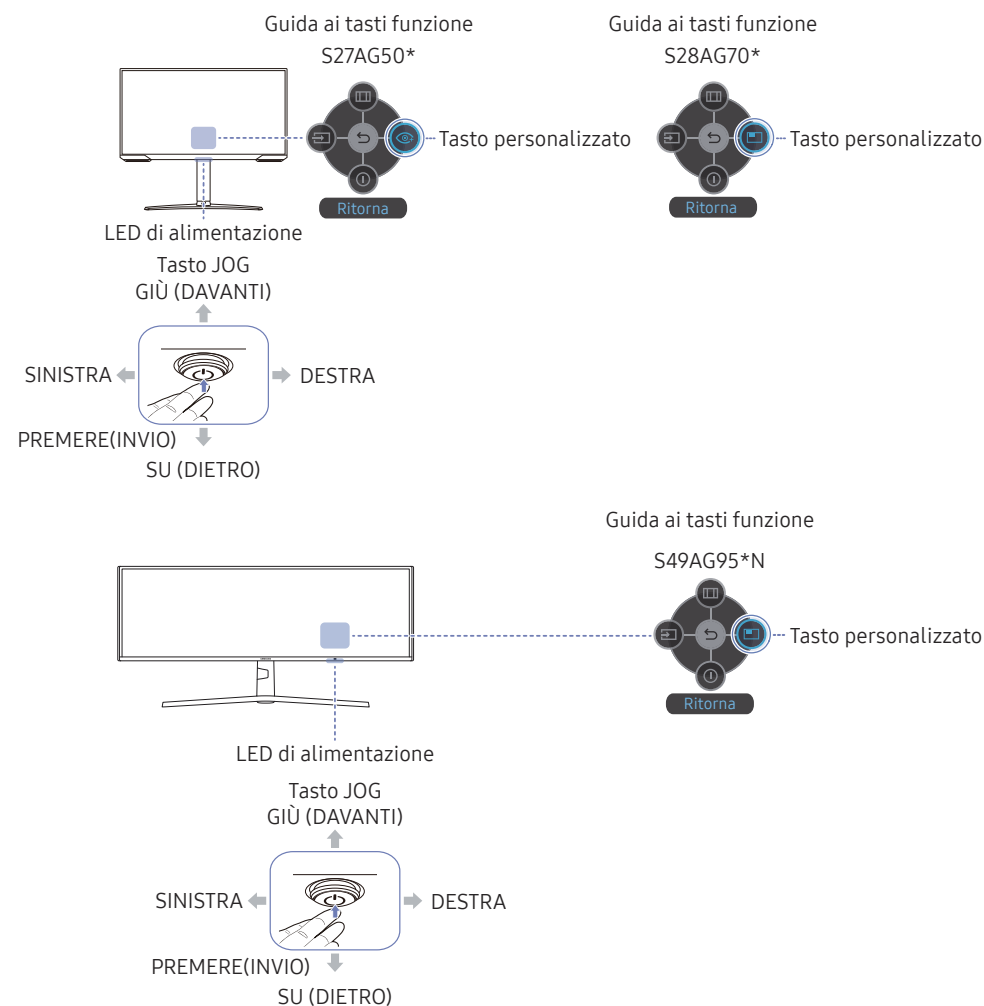 Guida ai tasti funzione
S27AG50*
Guida ai tasti funzione
S28AG70*
Tasto personalizzato
Tasto personalizzato
Ritorna
Ritorna
LED di alimentazione
Tasto JOG
GIÙ (DAVANTI)
SINISTRA
DESTRA
PREMERE(INVIO)
SU (DIETRO)
Guida ai tasti funzione
S49AG95*N
Tasto personalizzato
Ritorna
LED di alimentazione
Tasto JOG
GIÙ (DAVANTI)
SINISTRA
DESTRA
PREMERE(INVIO)
SU (DIETRO)